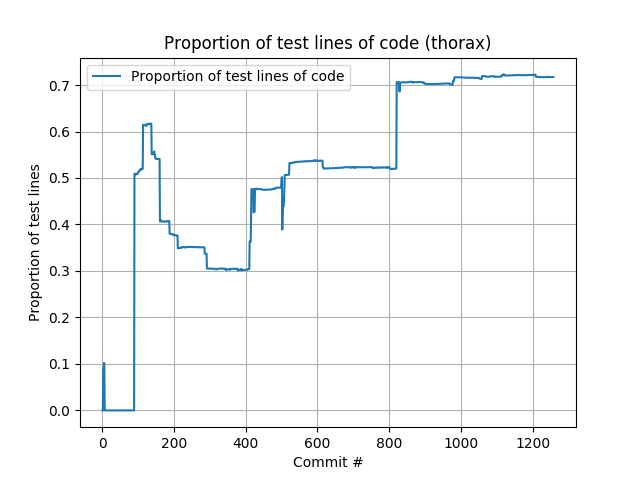 Proportion of test lines of code (thorax)
Proportion of test lines of code
Proportion of test lines
0.7
0.6
0.5
0.4
0.3
0.2
0.1
0.0
0 200 400 600 800 1000 1200
Commit #